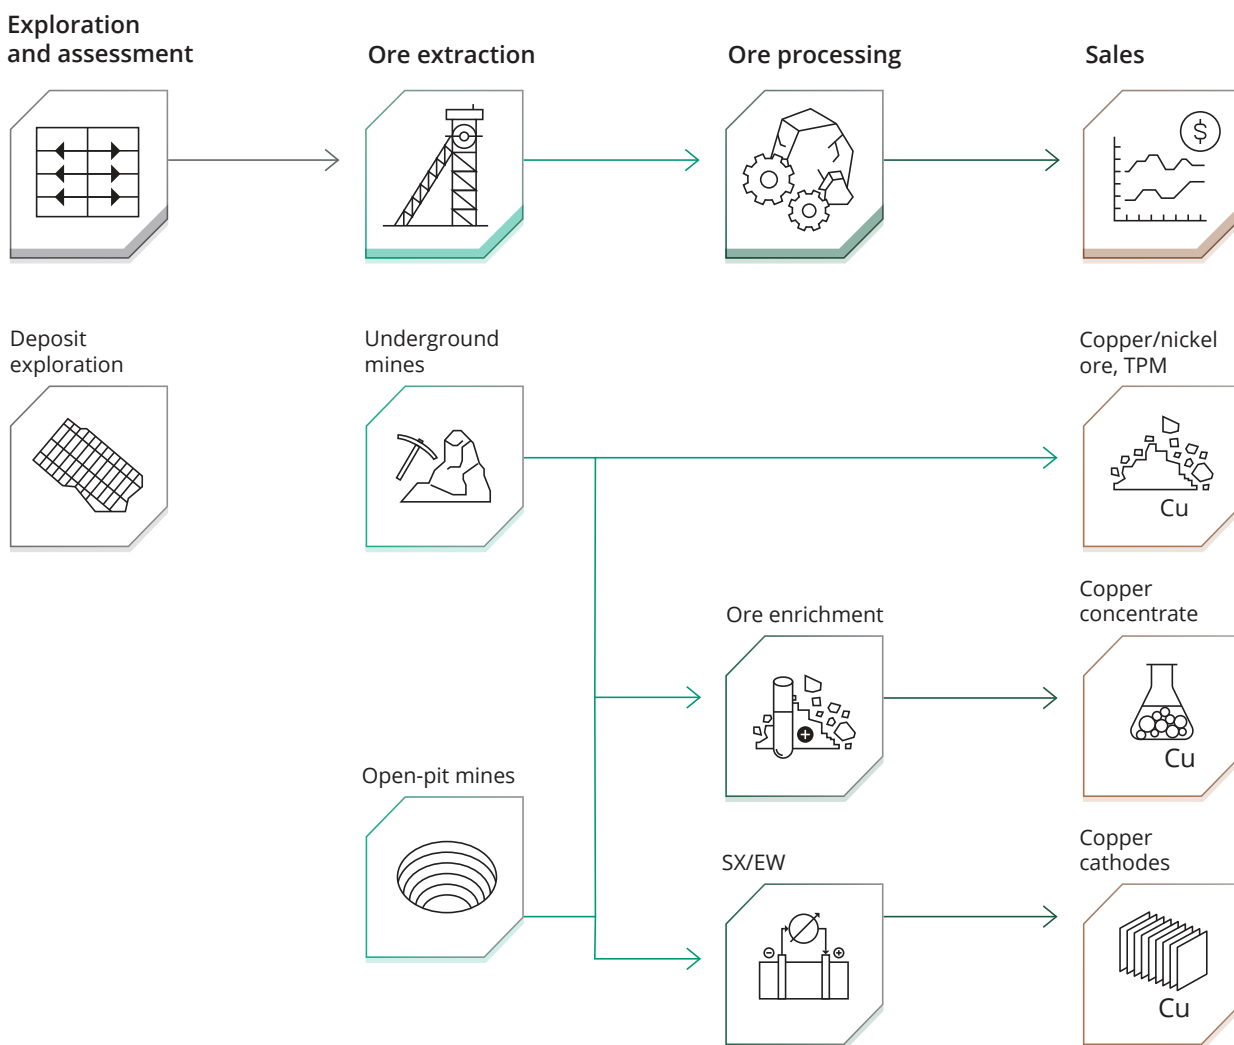 Exploration
and assessment
Ore extraction
Ore processing
Sales
$
Deposit
exploration
Underground
mines
Copper/nickel
ore, TPM
Cu
Ore enrichment
Copper
concentrate
Cu
Open-pit mines
SX/EW
Copper
cathodes
Cu